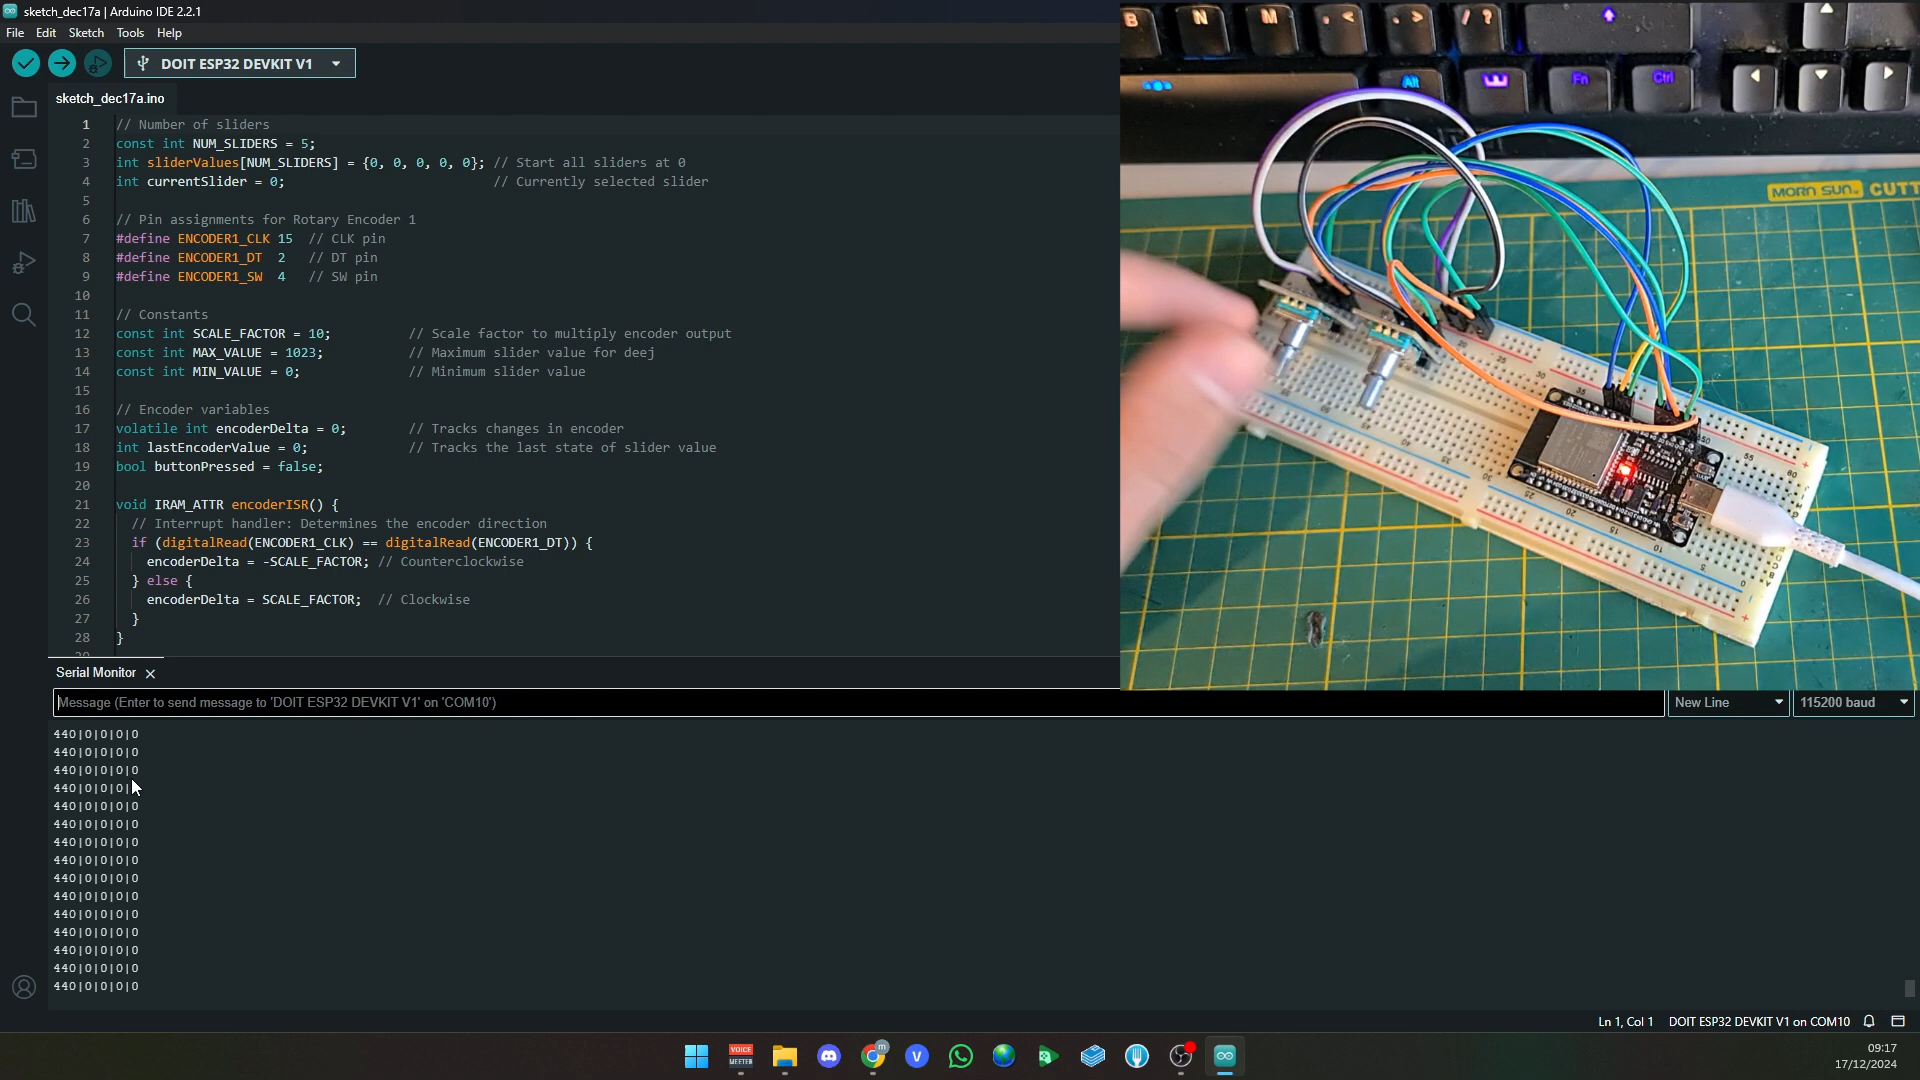 sketch_dec17a | Arduino IDE 2.2.1
File Edit Sketch Tools Help
DOIT ESP32 DEVKIT V1
sketch_dec17a.ino
1 // Number of sliders
2 const int NUM_SLIDERS = 5;
3 int sliderValues[NUM_SLIDERS] = {0, 0, 0, 0, 0}; // Start all sliders at 0
4 int currentSlider = 0; // Currently selected slider
5
6 // Pin assignments for Rotary Encoder 1
7 #define ENCODER1_CLK 15 // CLK pin
8 #define ENCODER1_DT 2 // DT pin
9 #define ENCODER1_SW 4 // SW pin
10
11 // Constants
12 const int SCALE_FACTOR = 10; // Scale factor to multiply encoder output
13 const int MAX_VALUE = 1023; // Maximum slider value for deej
14 const int MIN_VALUE = 0; // Minimum slider value
15
16 // Encoder variables
17 volatile int encoderDelta = 0; // Tracks changes in encoder
18 int lastEncoderValue = 0; // Tracks the last state of slider value
19 bool buttonPressed = false;
20
21 void IRAM_ATTR encoderISR() {
22 // Interrupt handler: Determines the encoder direction
23 if (digitalRead(ENCODER1_CLK) == digitalRead(ENCODER1_DT)) {
24 encoderDelta = -SCALE_FACTOR; // Counterclockwise
25 } else {
26 encoderDelta = SCALE_FACTOR; // Clockwise
27 }
28 }
B N M , < . > / ?
Alt Fn Ctrl
MORN SUN. CUTT
Serial Monitor
Message (Enter to send message to 'DOIT ESP32 DEVKIT V1' on 'COM10')
New Line
115200 baud
440|0|0|0|0
440|0|0|0|0
440|0|0|0|0
440|0|0|0|
440|0|0|0|0
440|0|0|0|0
440|0|0|0|0
440|0|0|0|0
440|0|0|0|0
440|0|0|0|0
440|0|0|0|0
440|0|0|0|0
440|0|0|0|0
440|0|0|0|0
440|0|0|0|0
Ln 1, Col 1 DOIT ESP32 DEVKIT V1 on COM10
VOICE
MEETER
m
V
09:17
17/12/2024